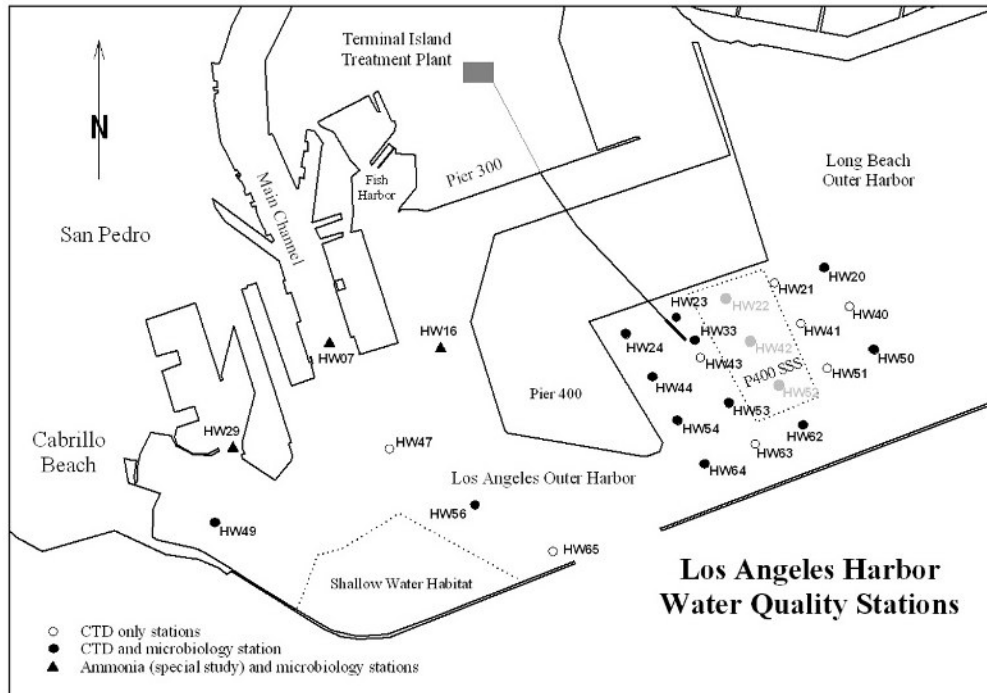 Terminal Island
Treatment Plant
N
Main Channel
Fish
Harbor
Pier 300
Long Beach
Outer Harbor
San Pedro
HW20
HW21
HW22
HW23
HW40
HW16
HW33
HW41
HW07
HW24
HW42
HW43
HW50
HW51
P400 SSS
HW44
Pier 400
HW52
HW53
HW29
HW54
HW62
Cabrillo
Beach
HW47
HW63
HW64
Los Angeles Outer Harbor
HW56
HW49
HW65
Shallow Water Habitat
Los Angeles Harbor
Water Quality Stations
CTD only stations
CTD and microbiology station
Ammonia (special study) and microbiology stations